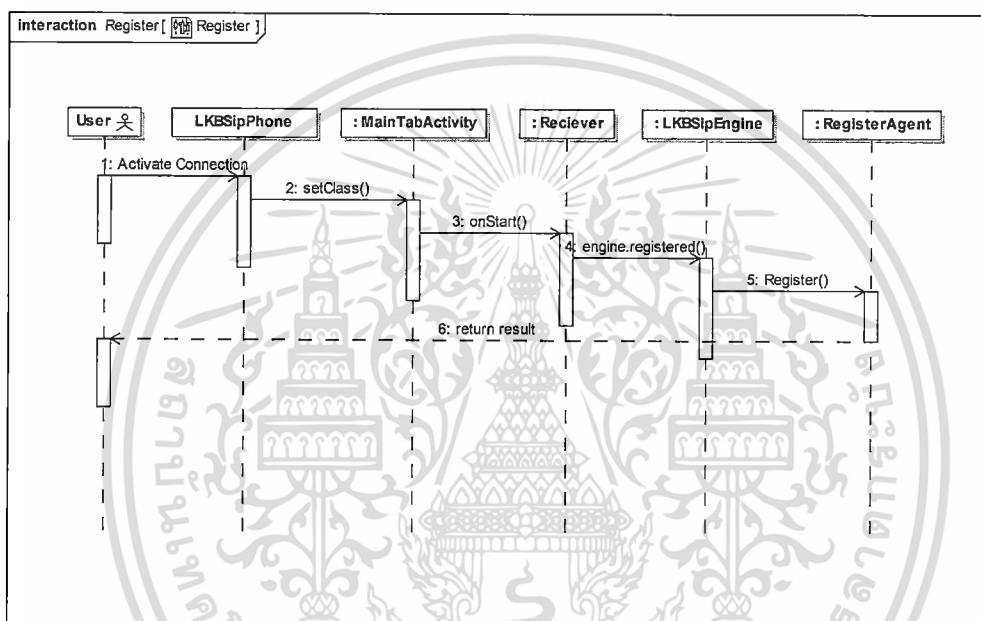 interaction Register [ Register ]
User
LKBSipPhone
: MainTabActivity
: Reciever
: LKBSipEngine
: RegisterAgent
1: Activate Connection
2: setClass()
3: onStart()
4: engine.registered()
5: Register()
6: return result